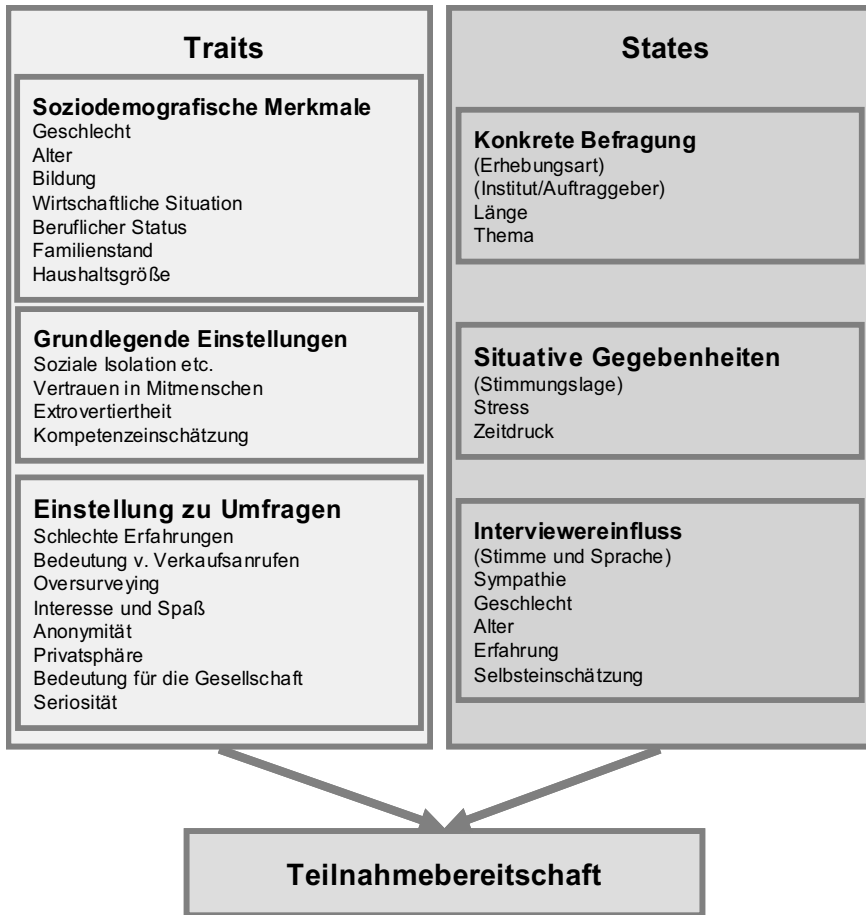 Traits
Soziodemografische Merkmale
Geschlecht
Alter
Bildung
Wirtschaftliche Situation
Beruflicher Status
Familienstand
Haushaltsgröße
Grundlegende Einstellungen
Soziale Isolation etc.
Vertrauen in Mitmenschen
Extrovertiertheit
Kompetenzeinschätzung
Einstellung zu Umfragen
Schlechte Erfahrungen
Bedeutung v. Verkaufsanrufen
Oversurveying
Interesse und Spaß
Anonymität
Privatsphäre
Bedeutung für die Gesellschaft
Seriosität
States
Konkrete Befragung
(Erhebungsart)
(Institut/Auftraggeber)
Länge
Thema
Situative Gegebenheiten
(Stimmungslage)
Stress
Zeitdruck
Interviewereinfluss
(Stimme und Sprache)
Sympathie
Geschlecht
Alter
Erfahrung
Selbsteinschätzung
Teilnahmebereitschaft